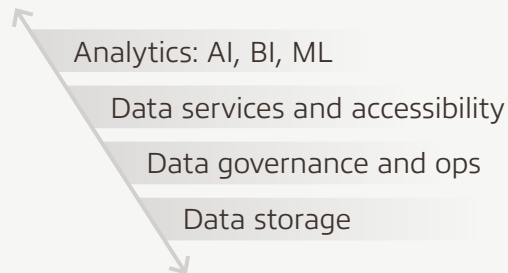 Analytics: AI, BI, ML
Data services and accessibility
Data governance and ops
Data storage